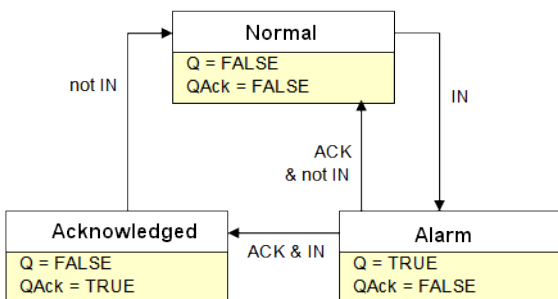 Normal
Q = FALSE
QAck = FALSE
not IN
IN
ACK
& not IN
Acknowledged
Q = FALSE
QAck = TRUE
ACK & IN
Alarm
Q = TRUE
QAck = FALSE